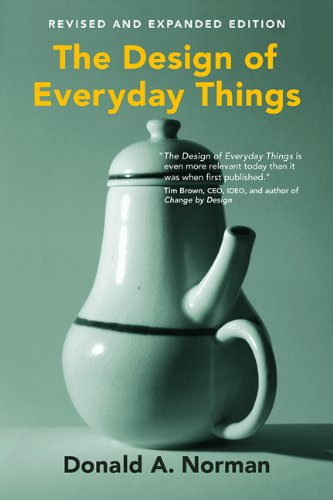 REVISED AND EXPANDED EDITION
The Design of
Everyday Things
“The Design of Everyday Things is
even more relevant today than it
was when first published.”
Tim Brown, CEO, IDEO, and author of
Change by Design
Donald A. Norman